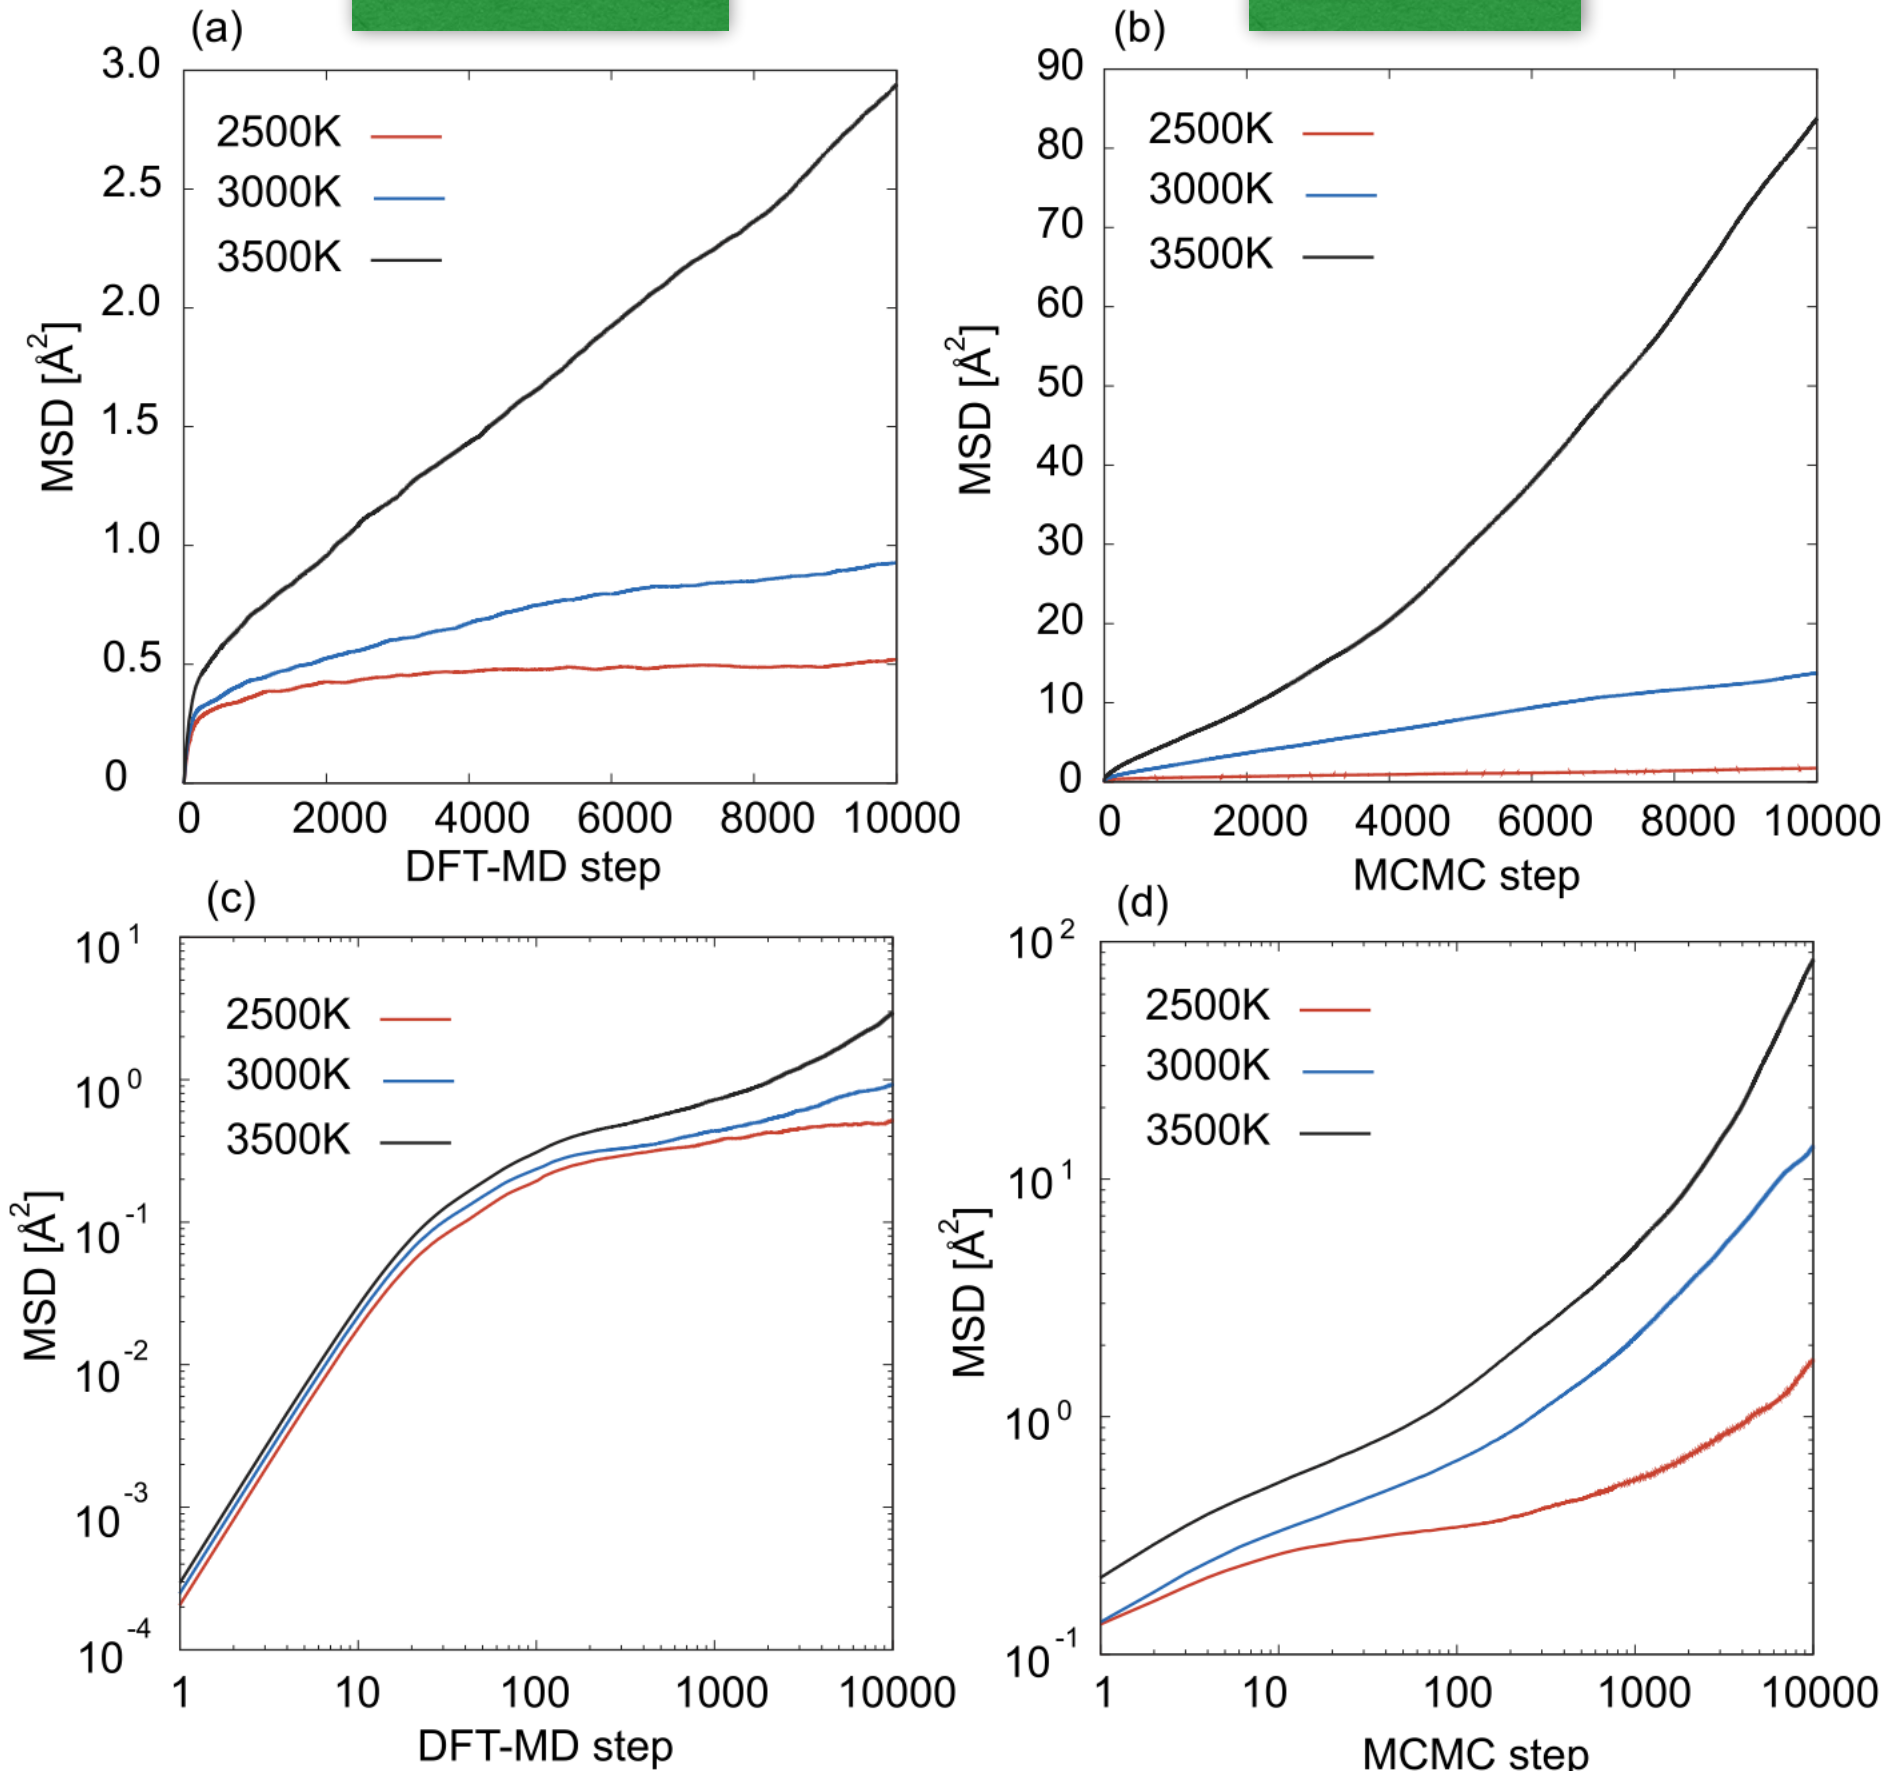 (a)
3.0
2.5
2.0
1.5
1.0
0.5
0
2500K
3000K
3500K
MSD [Å²]
0 2000 4000 6000 8000 10000
DFT-MD step
(b)
90
80
70
60
50
40
30
20
10
0
2500K
3000K
3500K
MSD [Å²]
0 2000 4000 6000 8000 10000
MCMC step
(c)
10¹
10⁰
10⁻¹
10⁻²
10⁻³
10⁻⁴
2500K
3000K
3500K
MSD [Å²]
1 10 100 1000 10000
DFT-MD step
(d)
10²
10¹
10⁰
10⁻¹
2500K
3000K
3500K
MSD [Å²]
1 10 100 1000 10000
MCMC step